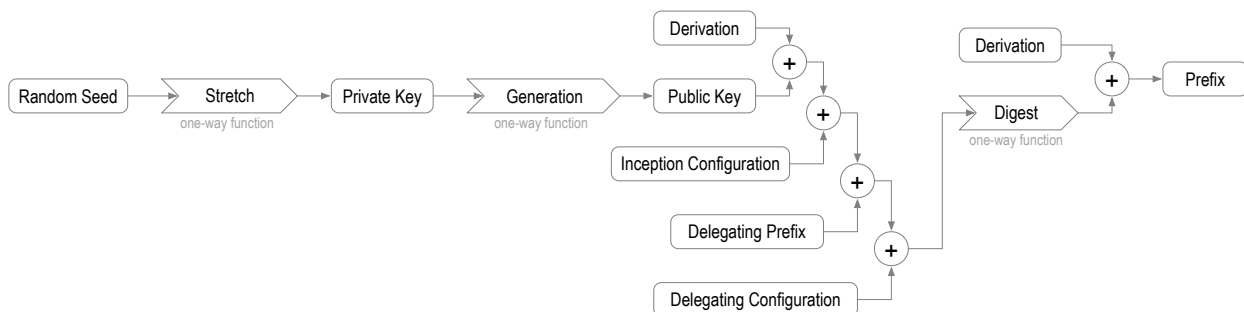 Derivation
Derivation
+
+
Prefix
Random Seed
Stretch
Private Key
Generation
Public Key
one-way function
one-way function
+
Digest
one-way function
Inception Configuration
+
Delegating Prefix
+
Delegating Configuration